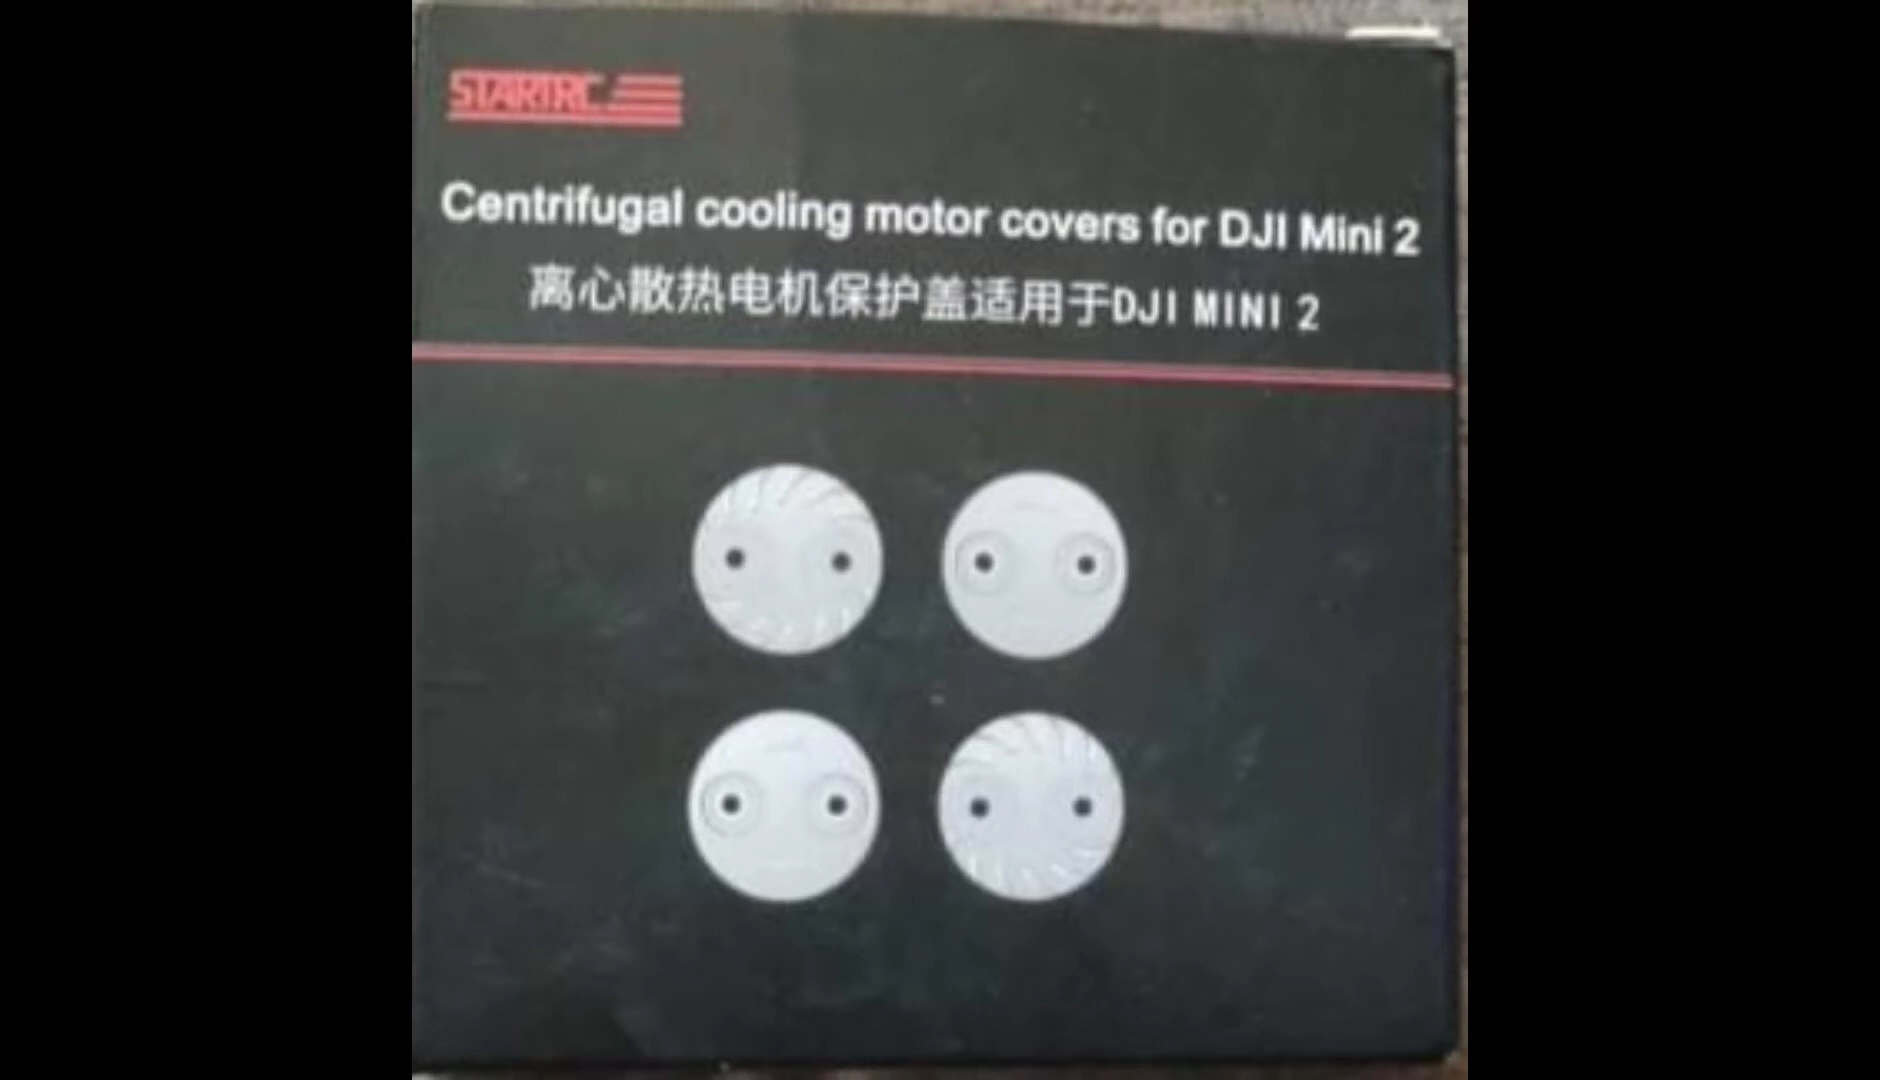 STARTRC
Centrifugal cooling motor covers for DJI Mini 2
离心散热电机保护盖适用于DJI MINI 2